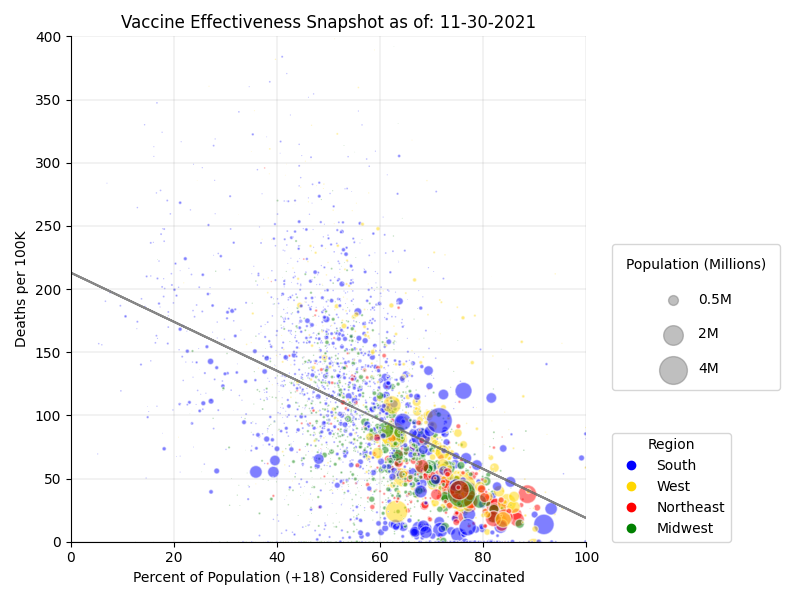 Vaccine Effectiveness Snapshot as of: 11-30-2021
400
350
300
250
200
150
100
50
0
Deaths per 100K
0 20 40 60 80 100
Percent of Population (+18) Considered Fully Vaccinated
Population (Millions)
0.5M
2M
4M
Region
South
West
Northeast
Midwest